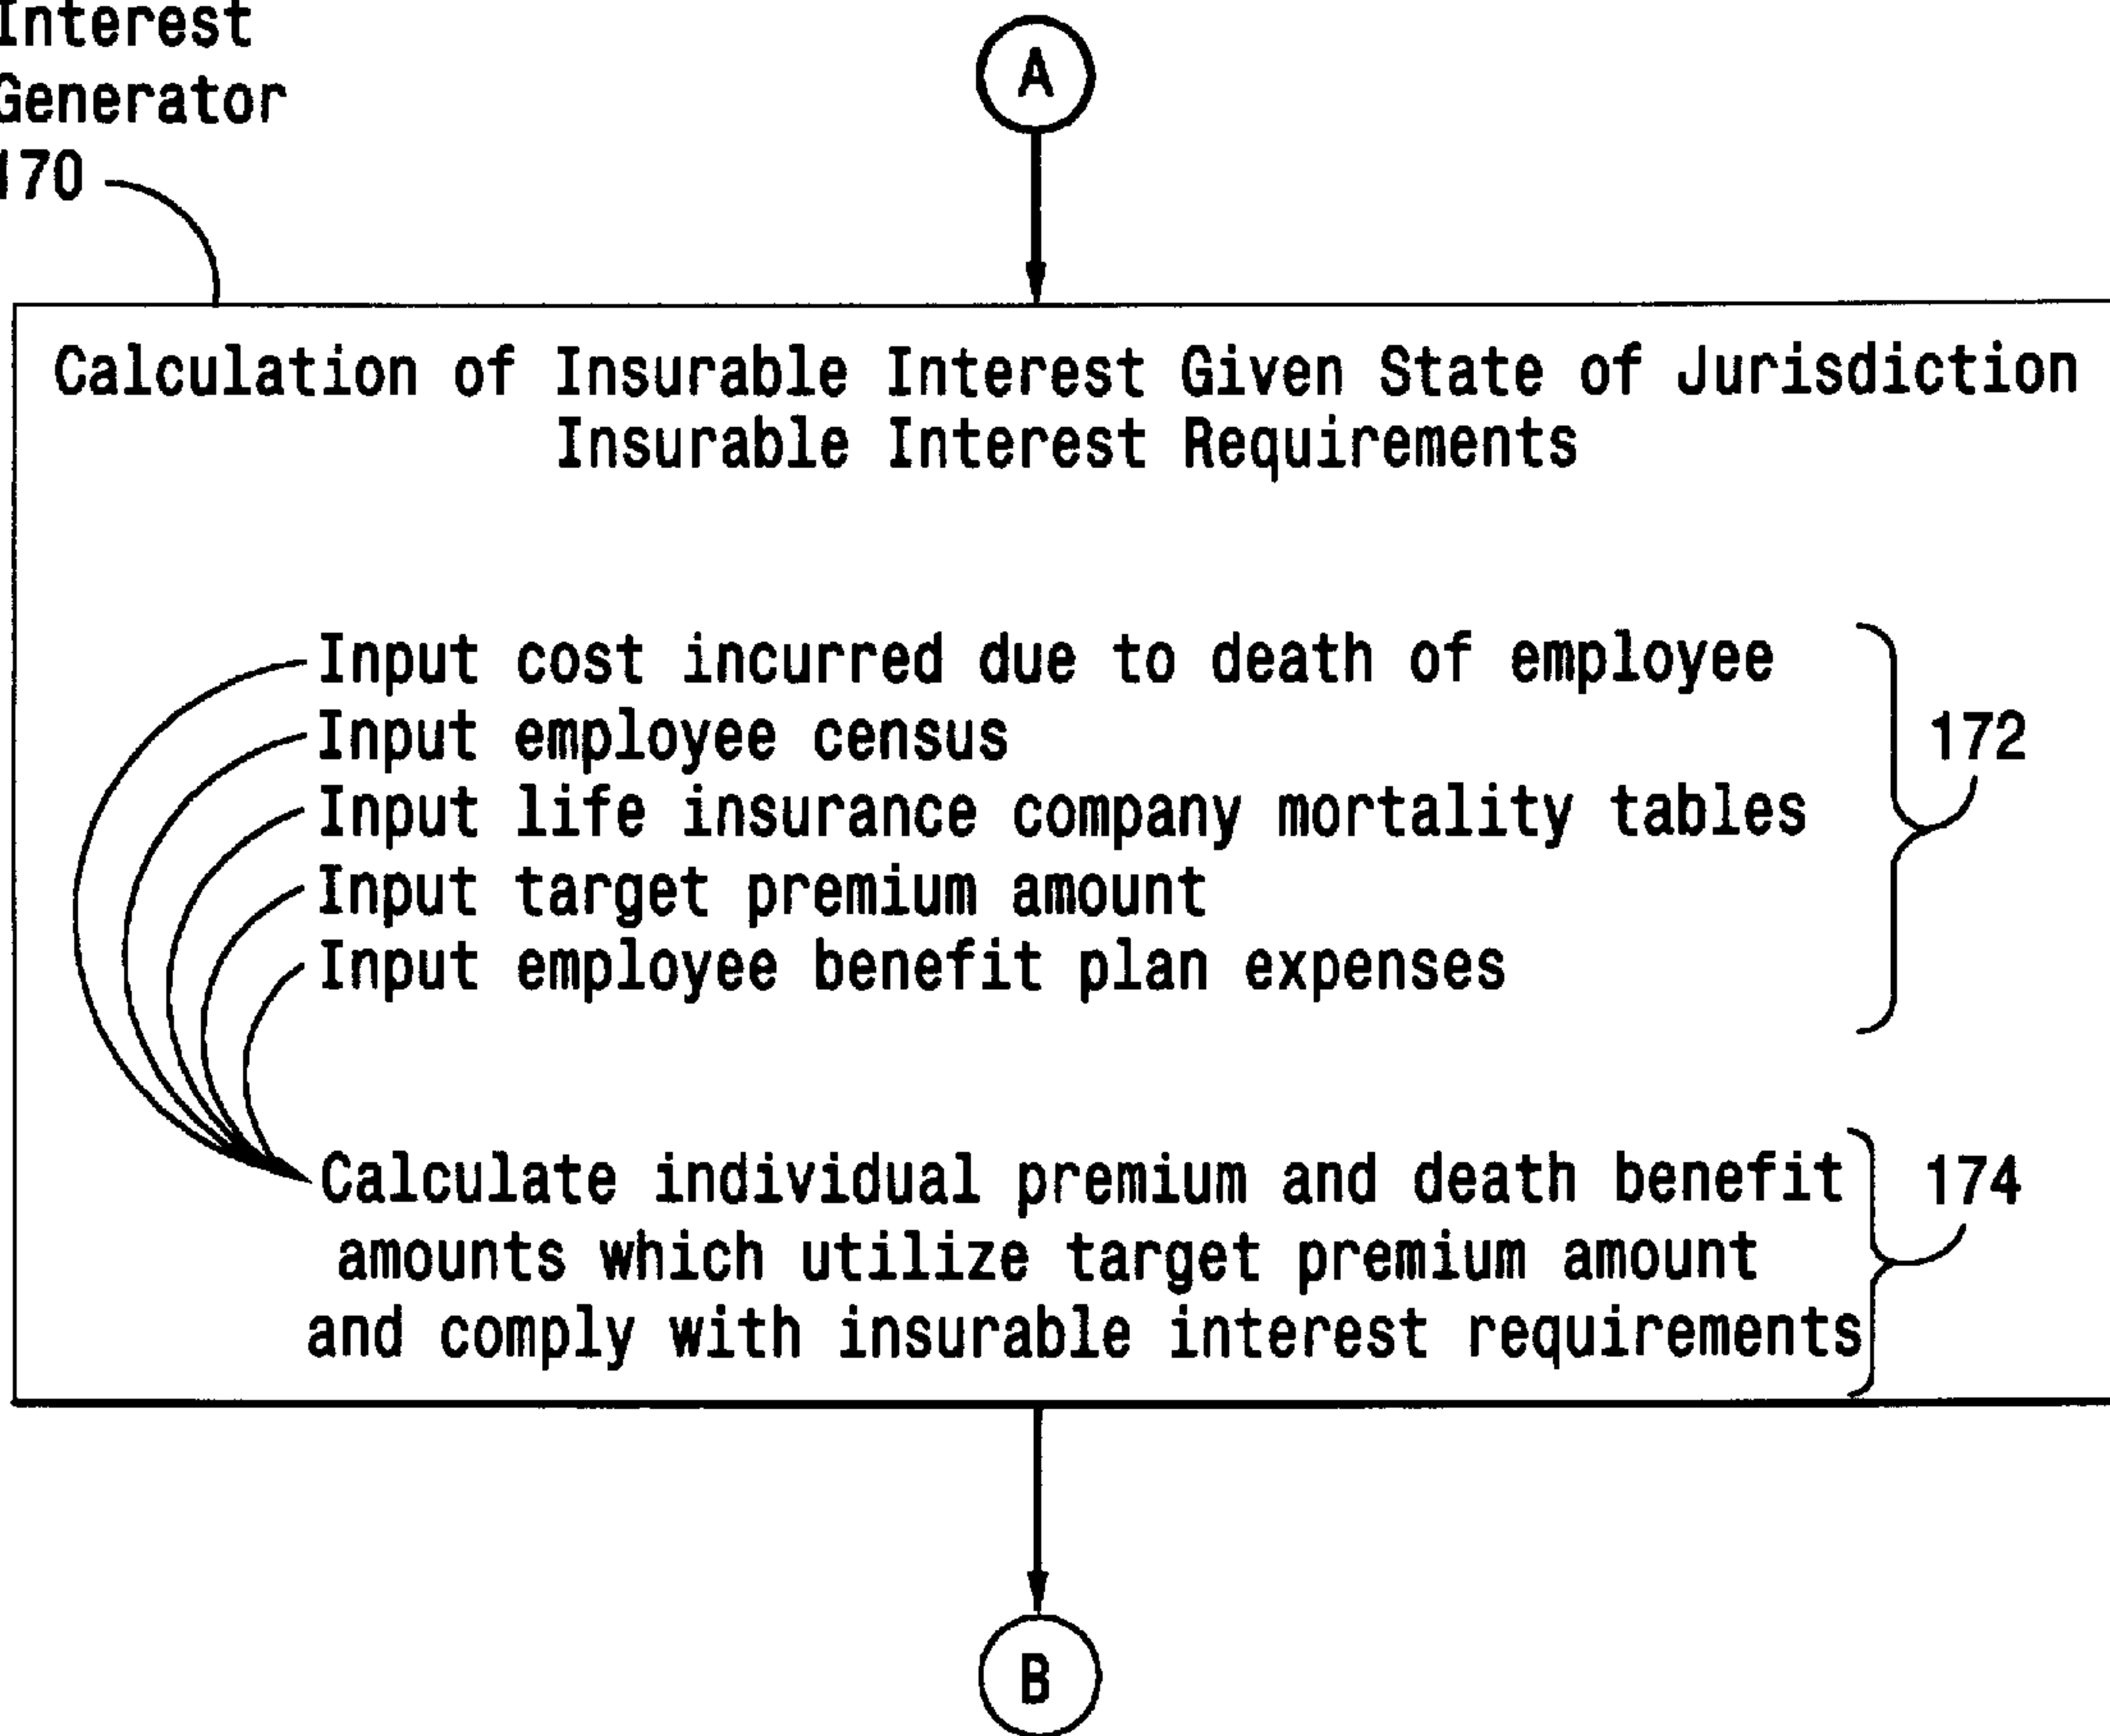 Interest
Generator
170
A
Calculation of Insurable Interest Given State of Jurisdiction
Insurable Interest Requirements
Input cost incurred due to death of employee
Input employee census
Input life insurance company mortality tables
Input target premium amount
Input employee benefit plan expenses
172
Calculate individual premium and death benefit
amounts which utilize target premium amount
and comply with insurable interest requirements
174
B